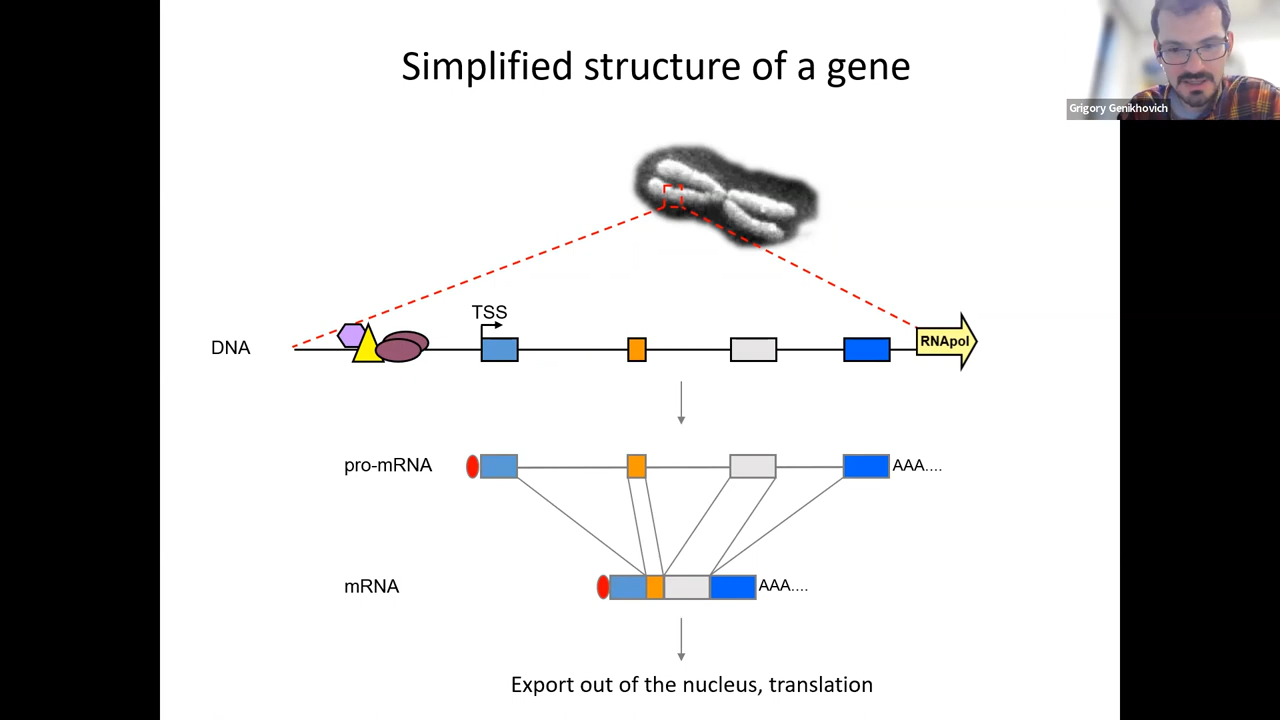 Simplified structure of a gene
Grigory Genikhovich
TSS
DNA
RNApol
pro-mRNA
AAA....
mRNA
AAA....
Export out of the nucleus, translation